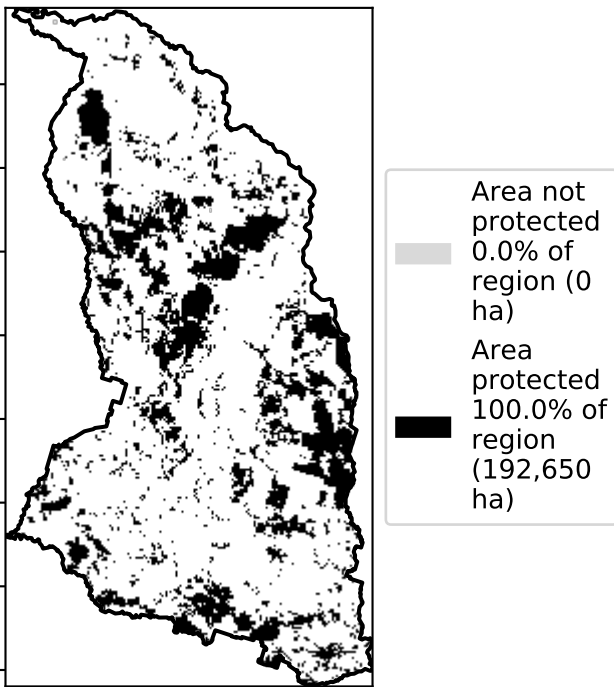 Area not
protected
0.0% of
region (0
ha)
Area
protected
100.0% of
region
(192,650
ha)